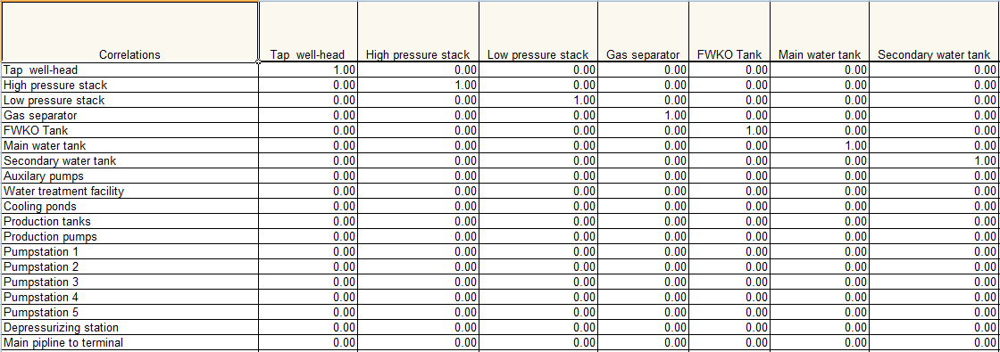 Correlations Tap well-head High pressure stack Low pressure stack Gas separator FWKO Tank Main water tank Secondary water tank
Tap well-head 1.00 0.00 0.00 0.00 0.00 0.00 0.00
High pressure stack 0.00 1.00 0.00 0.00 0.00 0.00 0.00
Low pressure stack 0.00 0.00 1.00 0.00 0.00 0.00 0.00
Gas separator 0.00 0.00 0.00 1.00 0.00 0.00 0.00
FWKO Tank 0.00 0.00 0.00 0.00 1.00 0.00 0.00
Main water tank 0.00 0.00 0.00 0.00 0.00 1.00 0.00
Secondary water tank 0.00 0.00 0.00 0.00 0.00 0.00 1.00
Auxilary pumps 0.00 0.00 0.00 0.00 0.00 0.00 0.00
Water treatment facility 0.00 0.00 0.00 0.00 0.00 0.00 0.00
Cooling ponds 0.00 0.00 0.00 0.00 0.00 0.00 0.00
Production tanks 0.00 0.00 0.00 0.00 0.00 0.00 0.00
Production pumps 0.00 0.00 0.00 0.00 0.00 0.00 0.00
Pumpstation 1 0.00 0.00 0.00 0.00 0.00 0.00 0.00
Pumpstation 2 0.00 0.00 0.00 0.00 0.00 0.00 0.00
Pumpstation 3 0.00 0.00 0.00 0.00 0.00 0.00 0.00
Pumpstation 4 0.00 0.00 0.00 0.00 0.00 0.00 0.00
Pumpstation 5 0.00 0.00 0.00 0.00 0.00 0.00 0.00
Depressurizing station 0.00 0.00 0.00 0.00 0.00 0.00 0.00
Main pipline to terminal 0.00 0.00 0.00 0.00 0.00 0.00 0.00